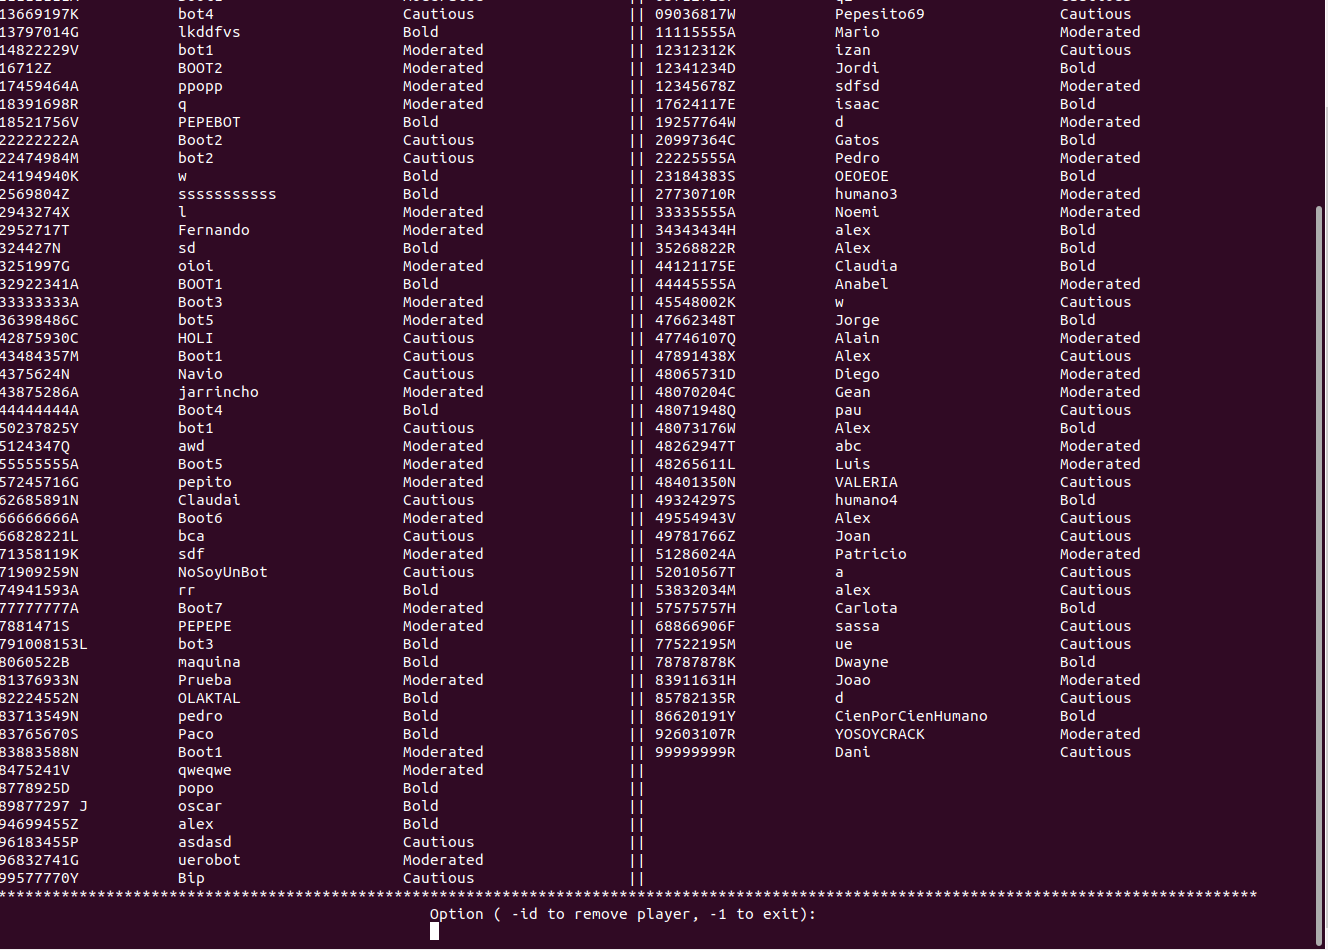 13669197K bot4 Cautious || 09036817W Pepesito69 Cautious
13797014G lkddfvs Bold || 11115555A Mario Moderated
14822229V bot1 Moderated || 12312312K izan Cautious
16712Z BOOT2 Moderated || 12341234D Jordi Bold
17459464A ppopp Moderated || 12345678Z sdfsd Moderated
18391698R q Moderated || 17624117E isaac Bold
18521756V PEPEBOT Bold || 19257764W d Moderated
22222222A Boot2 Cautious || 20997364C Gatos Bold
22474984M bot2 Cautious || 22225555A Pedro Moderated
24194940K w Bold || 23184383S OEOEOE Bold
2569804Z sssssssssss Bold || 27730710R humano3 Moderated
2943274X l Moderated || 33335555A Noemi Moderated
2952717T Fernando Moderated || 34343434H alex Bold
324427N sd Bold || 35268822R Alex Bold
3251997G oioi Moderated || 44121175E Claudia Bold
32922341A BOOT1 Bold || 44445555A Anabel Moderated
33333333A Boot3 Moderated || 45548002K w Cautious
36398486C bot5 Moderated || 47662348T Jorge Bold
42875930C HOLI Cautious || 47746107Q Alain Moderated
43484357M Boot1 Cautious || 47891438X Alex Cautious
4375624N Navio Cautious || 48065731D Diego Moderated
43875286A jarrincho Moderated || 48070204C Gean Moderated
44444444A Boot4 Bold || 48071948Q pau Cautious
50237825Y bot1 Cautious || 48073176W Alex Bold
5124347Q awd Moderated || 48262947T abc Moderated
55555555A Boot5 Moderated || 48265611L Luis Moderated
57245716G pepito Moderated || 48401350N VALERIA Cautious
62685891N Claudai Cautious || 49324297S humano4 Bold
66666666A Boot6 Moderated || 49554943V Alex Cautious
66828221L bca Cautious || 49781766Z Joan Cautious
71358119K sdf Moderated || 51286024A Patricio Moderated
71909259N NoSoyUnBot Cautious || 52010567T a Cautious
74941593A rr Bold || 53832034M alex Cautious
77777777A Boot7 Moderated || 57575757H Carlota Bold
7881471S PEPEPE Moderated || 68866906F sassa Cautious
791008153L bot3 Bold || 77522195M ue Cautious
8060522B maquina Bold || 78787878K Dwayne Bold
81376933N Prueba Moderated || 83911631H Joao Moderated
82224552N OLAKTAL Bold || 85782135R d Cautious
83713549N pedro Bold || 86620191Y CienPorCienHumano Bold
83765670S Paco Bold || 92603107R YOSOYCRACK Moderated
83883588N Boot1 Moderated || 99999999R Dani Cautious
8475241V qweqwe Moderated ||
8778925D popo Bold ||
89877297 J oscar Bold ||
94699455Z alex Bold ||
96183455P asdasd Cautious ||
96832741G uerobot Moderated ||
99577770Y Bip Cautious ||
********************************************************************************************************************************************
Option ( -id to remove player, -1 to exit):